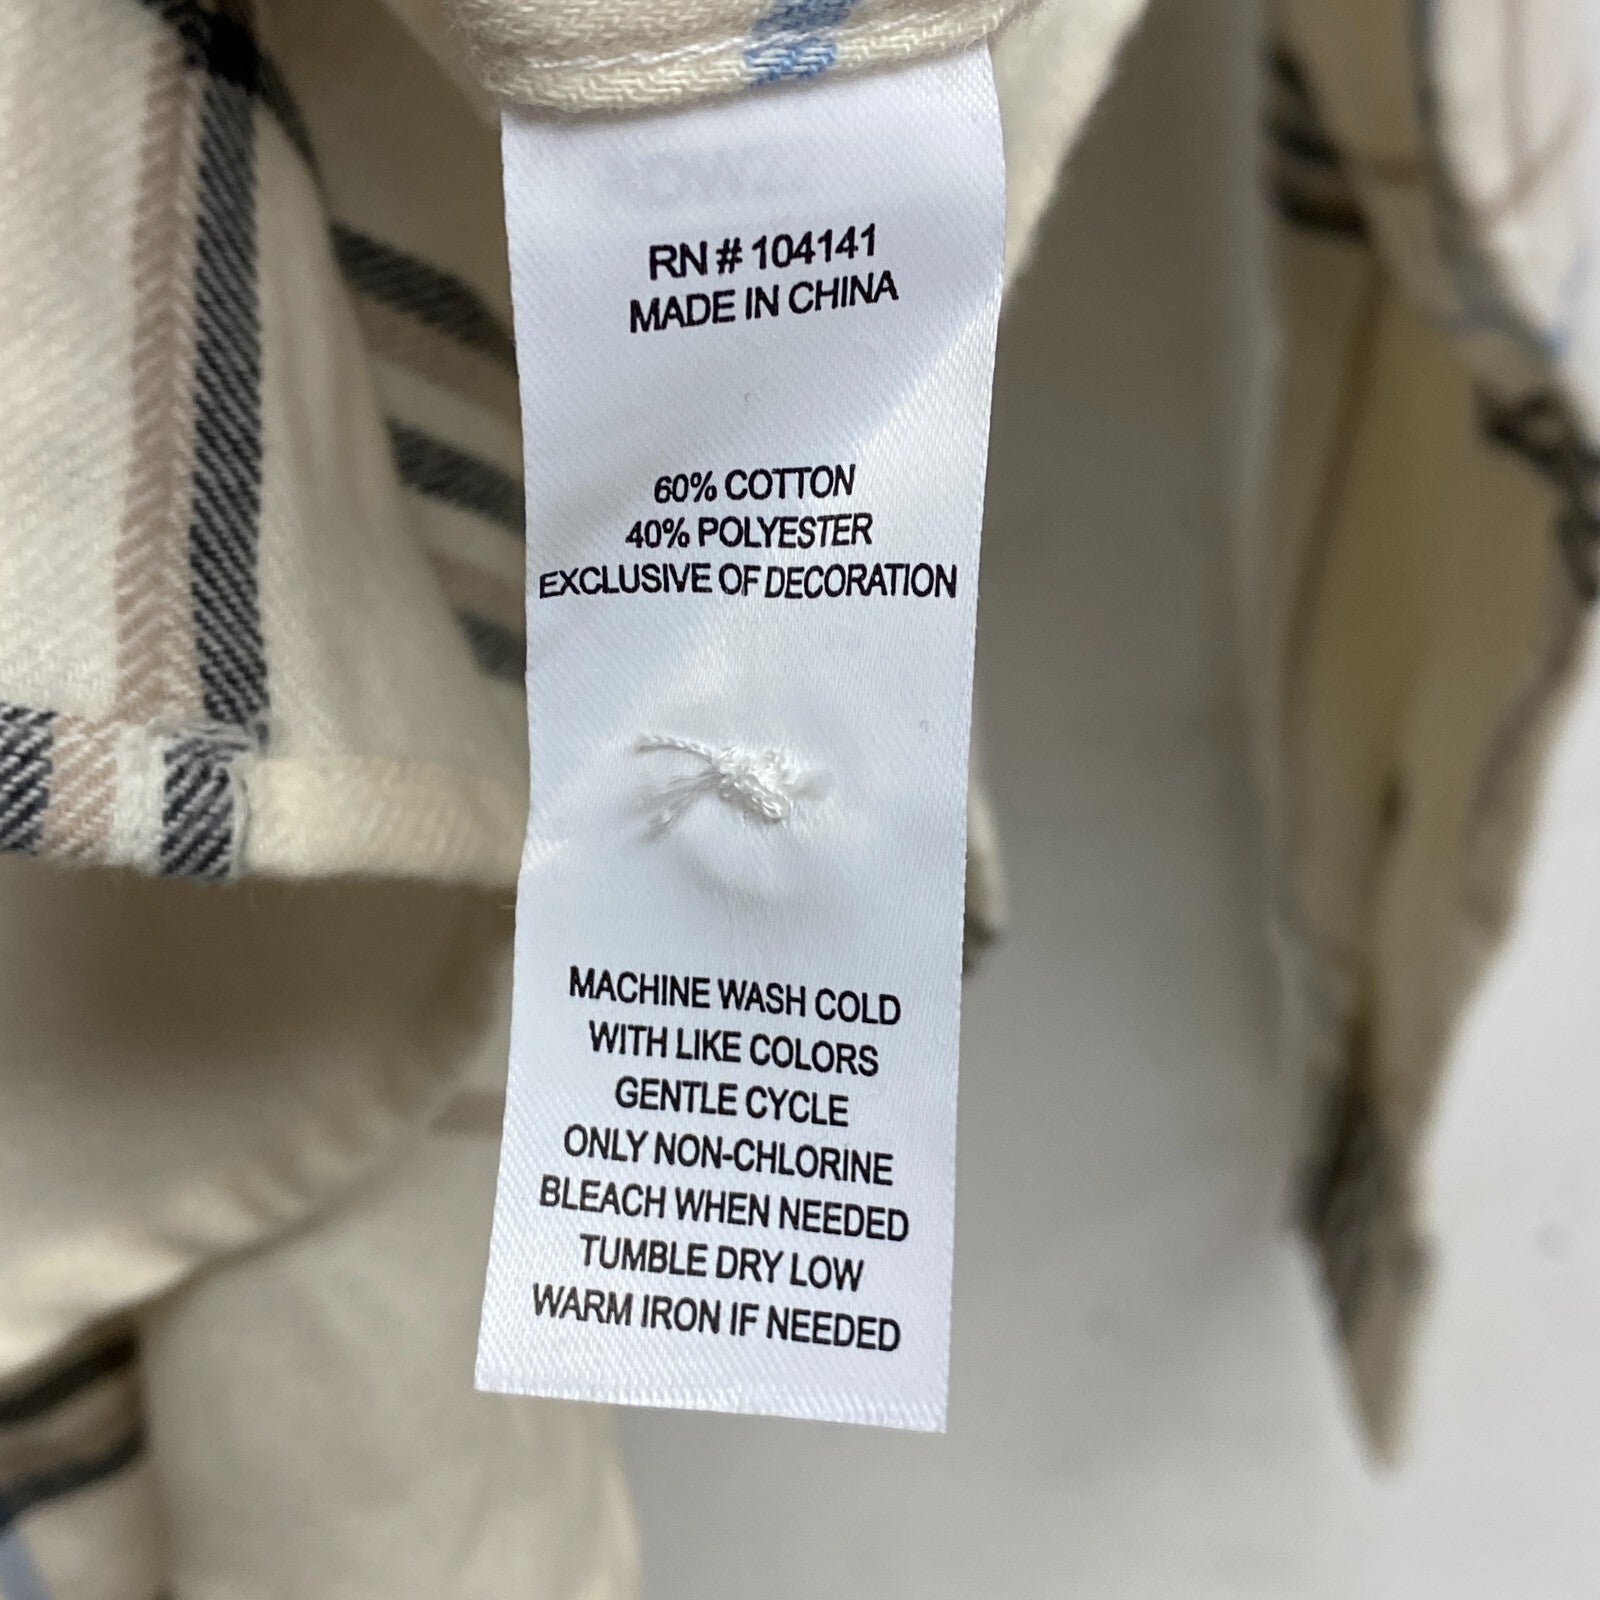 RN # 104141
MADE IN CHINA
60% COTTON
40% POLYESTER
EXCLUSIVE OF DECORATION
MACHINE WASH COLD
WITH LIKE COLORS
GENTLE CYCLE
ONLY NON-CHLORINE
BLEACH WHEN NEEDED
TUMBLE DRY LOW
WARM IRON IF NEEDED